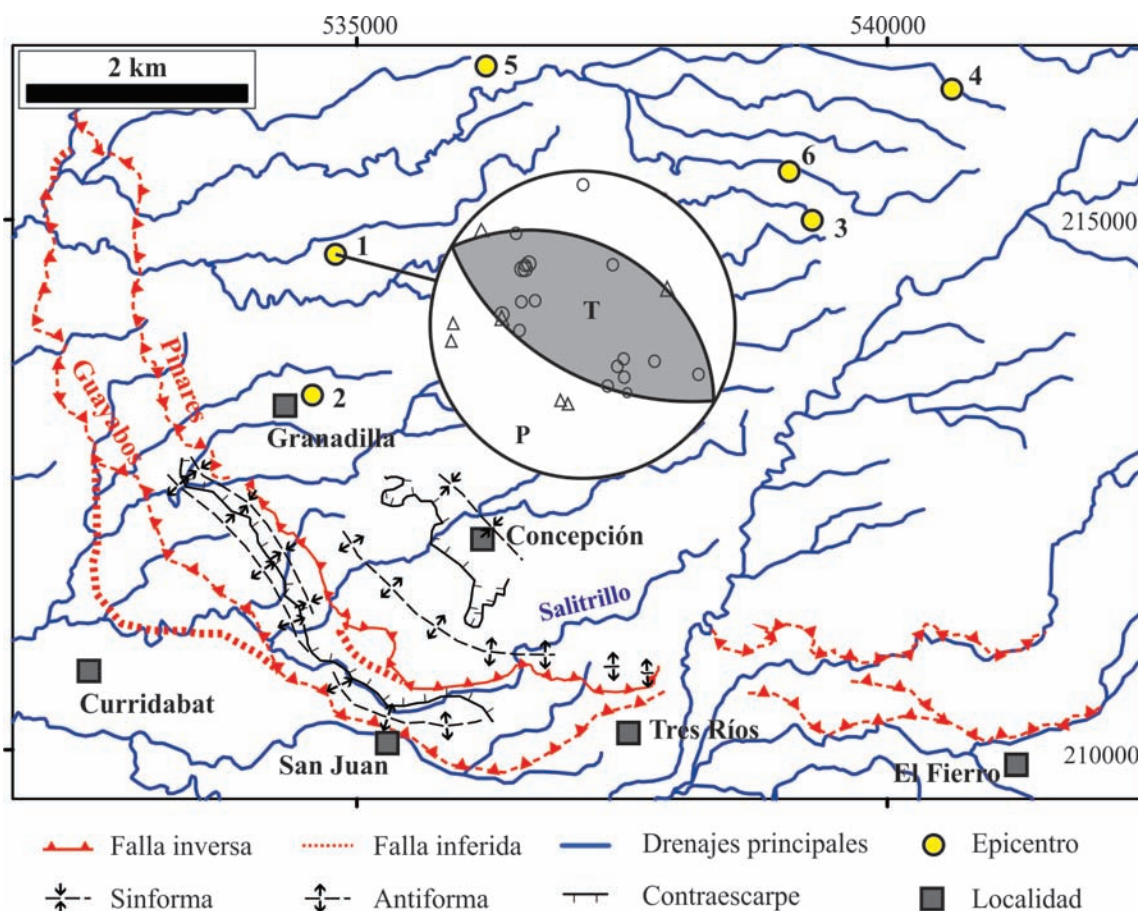 535000
540000
2 km
5
4
6
3
215000
1
T
Pinares
Guayabos
2
Granadilla
P
Concepción
Salitrillo
Curridabat
Tres Ríos
San Juan
El Fierro
210000
Falla inversa
Falla inferida
Drenajes principales
Epicentro
Sinforma
Antiforma
Contraescarpe
Localidad